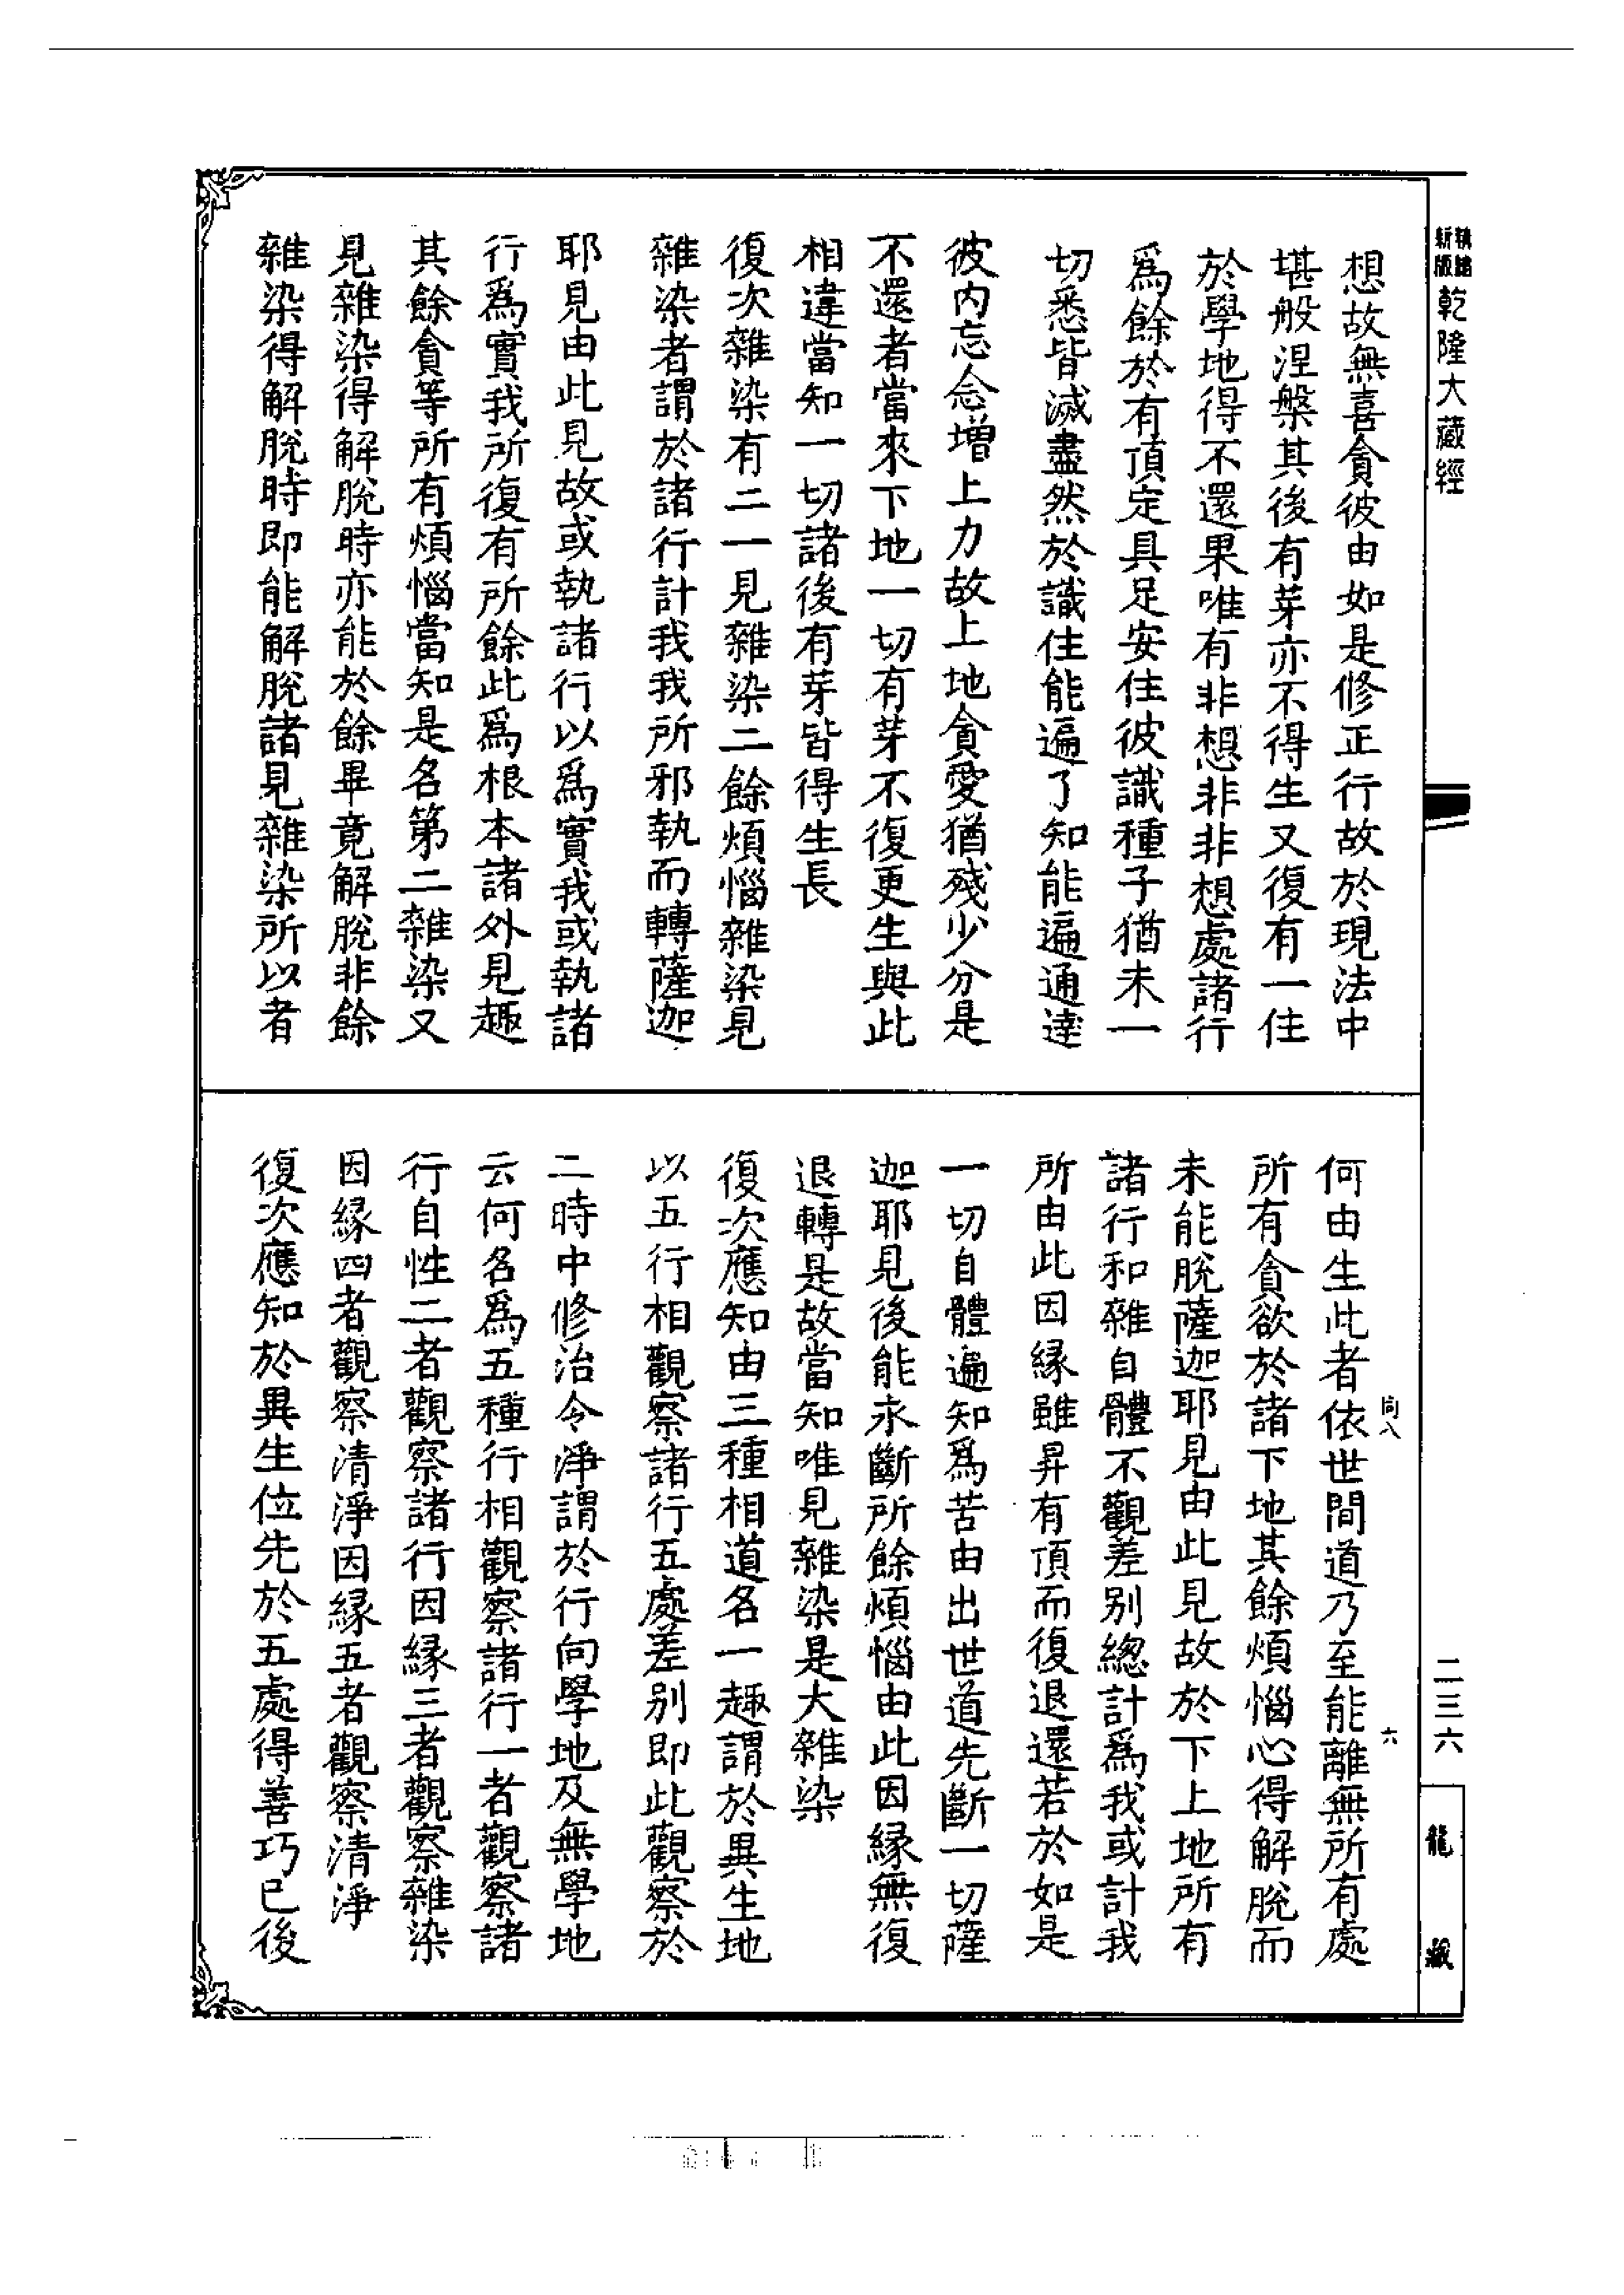 新版
乾隆大藏經
想故無喜貪彼由如是修正行故於現法中
堪般涅槃其後有芽亦不得生又復有一住
於學地得不還果唯有非想非非想處諸行
爲餘於有頂定具足安住彼識種子猶未一
切悉皆滅盡然於識住能遍了知能遍通達
彼内忘念增上力故上地貪愛猶殘少分是
不還者當來下地一切有芽不復更生與此
相違當知一切諸後有芽皆得生長
復次雜染有二一見雜染二餘煩惱雜染見
雜染者謂於諸行計我我所邪執而轉薩迦
耶見由此見故或執諸行以爲實我或執諸
行爲實我所復有所餘此爲根本諸外見趣
其餘貪等所有煩惱當知是名第二雜染又
見雜染得解脫時亦能於餘畢竟解脫非餘
雜染得解脫時即能解脫諸見雜染所以者
何由生此者依世間道乃至能離無所有處
所有貪欲於諸下地其餘煩惱心得解脫而
未能脫薩迦耶見由此見故於下上地所有
諸行和雜自體不觀差別總計爲我或計我
所由此因緣雖昇有頂而復退還若於如是
一切自體遍知爲苦由出世道先斷一切薩
迦耶見後能永斷所餘煩惱由此因緣無復
退轉是故當知唯見雜染是大雜染
復次應知由三種相道名一趣謂於異生地
以五行相觀察諸行五處差別即此觀察於
二時中修治令淨謂於行向學地及無學地
云何名爲五種行相觀察諸行一者觀察諸
行自性二者觀察諸行因緣三者觀察雜染
因緣四者觀察清淨因緣五者觀察清淨
復次應知於異生位先於五處得善巧已後
二三六
六
龍藏